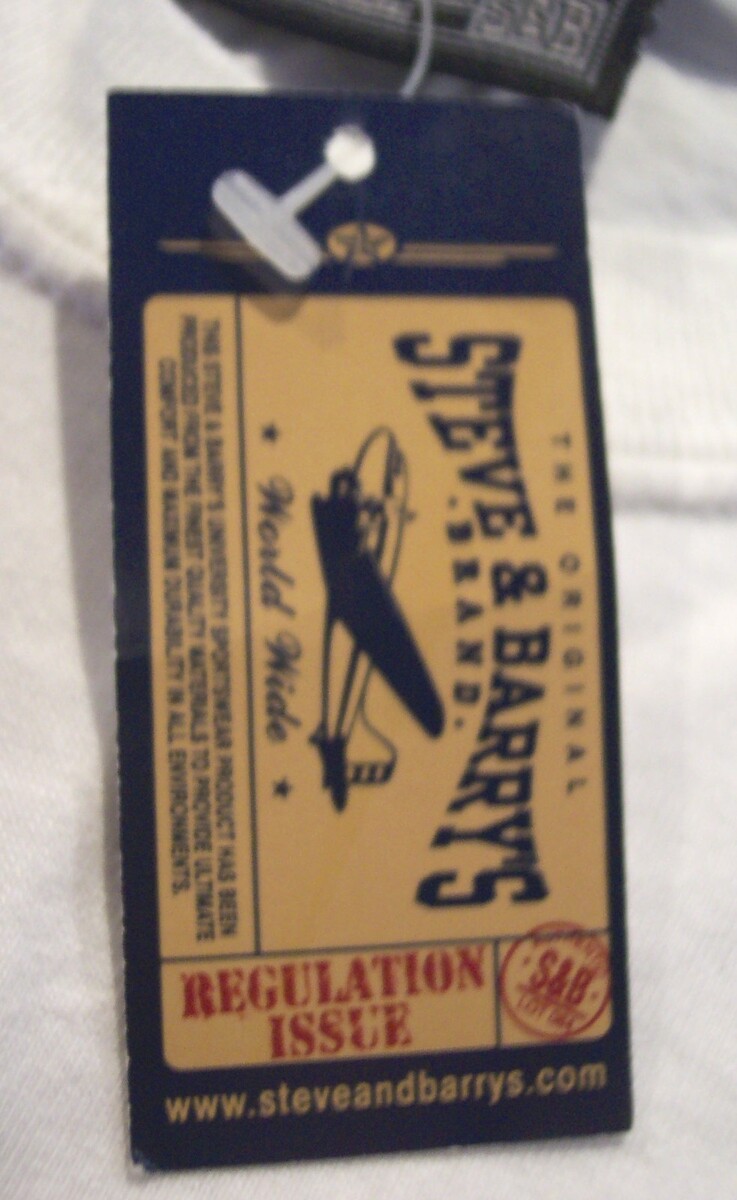 S&B
THE ORIGINAL
STEVE & BARRY'S
·BRAND·
World Wide
THIS STEVE & BARRY'S UNIVERSITY SPORTSWEAR PRODUCT HAS BEEN
PRODUCED FROM THE FINEST QUALITY MATERIALS TO PROVIDE ULTIMATE
COMFORT AND MAXIMUM DURABILITY IN ALL ENVIRONMENTS.
REGULATION
ISSUE
S&B
www.steveandbarrys.com